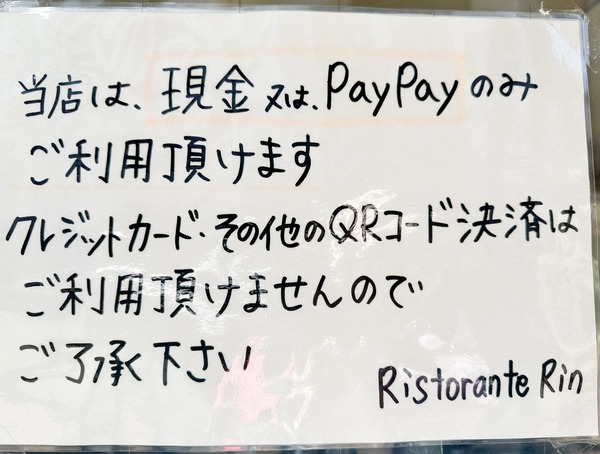 当店は、現金又は、PayPayのみ
ご利用頂けます
クレジットカード・その他のQRコード決済は
ご利用頂けませんので
ご了承下さい
Ristorante Rin